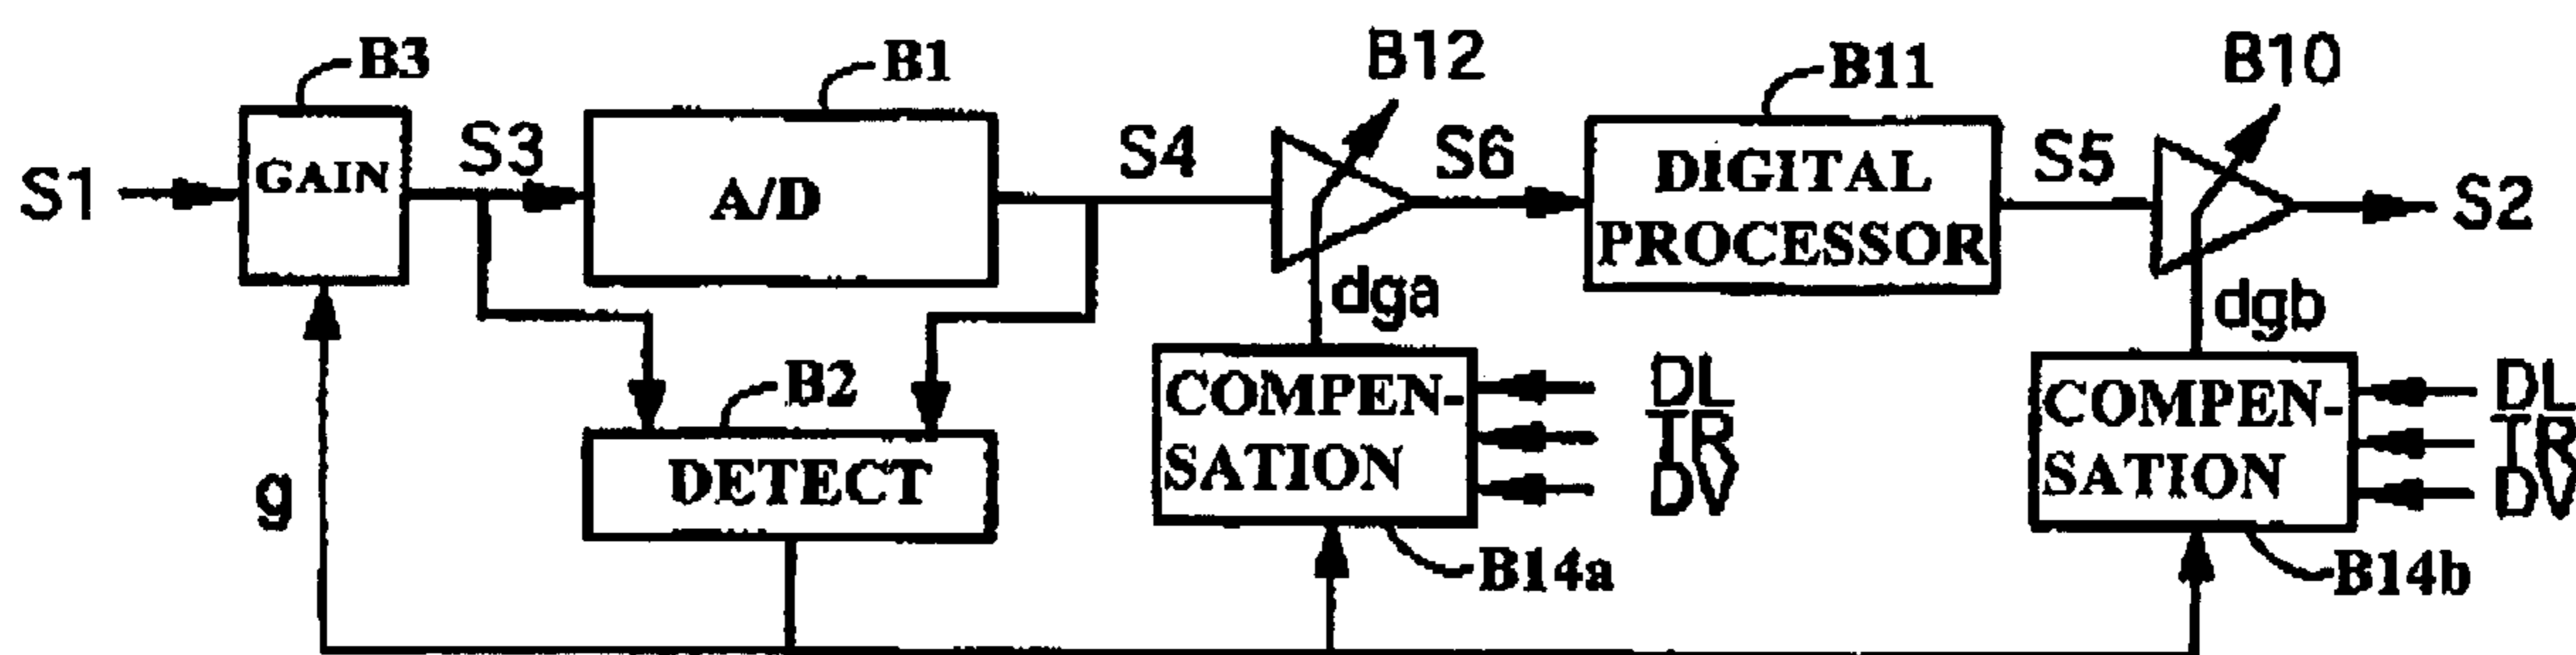 B3
B1
B12
B11
B10
S1
GAIN
S3
A/D
S4
S6
DIGITAL
PROCESSOR
S5
S2
dga
dgb
B2
DETECT
g
COMPEN-
SATION
DL
TR
DV
B14a
COMPEN-
SATION
DL
TR
DV
B14b